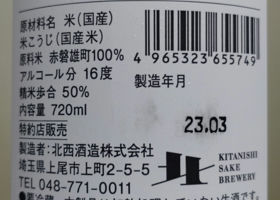 原材料名 米(国産)
米こうじ(国産米)
原料米 赤磐雄町100%
アルコール分 16度
精米歩合 50%
内容量 720ml
特約店販売
製造者:北西酒造株式会社
埼玉県上尾市上町2-5-5
TEL 048-771-0011
4 965323 655749
製造年月
23.03
KITANISHI
SAKE
BREWERY